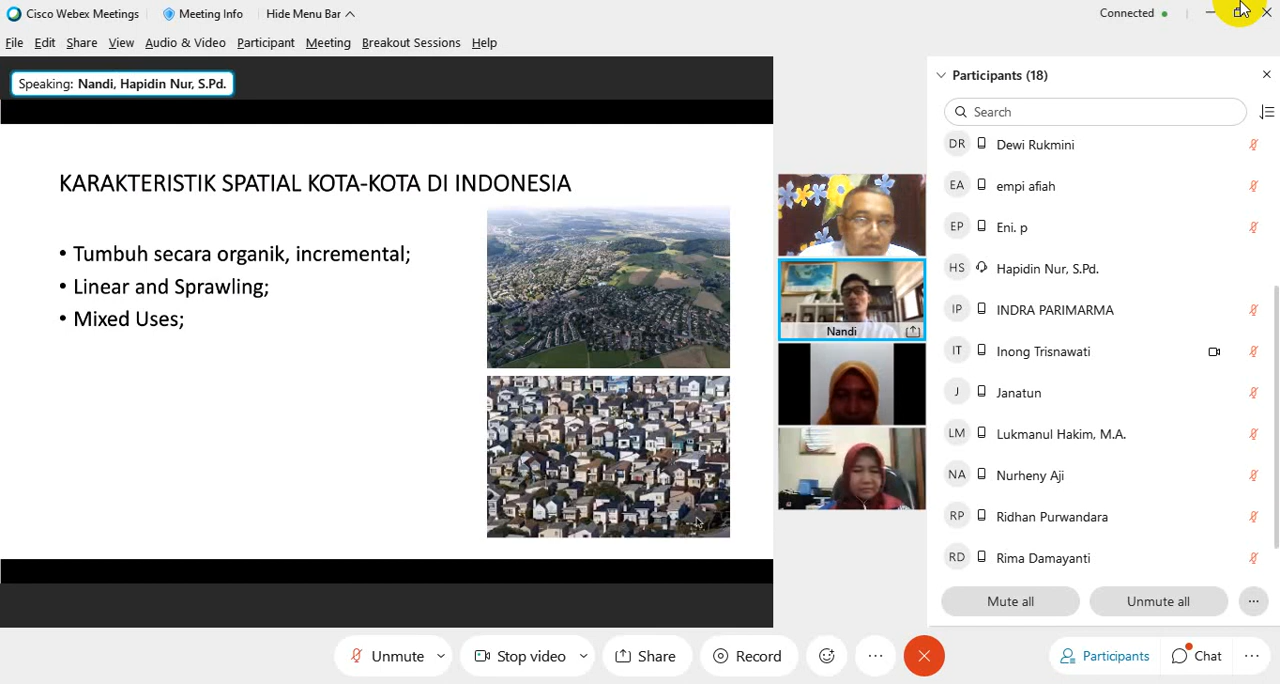 Cisco Webex Meetings
Meeting Info
Hide Menu Bar
Connected
File Edit Share View Audio & Video Participant Meeting Breakout Sessions Help
Speaking: Nandi, Hapidin Nur, S.Pd.
KARAKTERISTIK SPATIAL KOTA-KOTA DI INDONESIA
• Tumbuh secara organik, incremental;
• Linear and Sprawling;
• Mixed Uses;
Nandi
Participants (18)
Search
DR Dewi Rukmini
EA empi afiah
EP Eni. p
HS Hapidin Nur, S.Pd.
IP INDRA PARIMARMA
IT Inong Trisnawati
J Janatun
LM Lukmanul Hakim, M.A.
NA Nurheny Aji
RP Ridhan Purwandara
RD Rima Damayanti
Mute all
Unmute all
Unmute
Stop video
Share
Record
Participants
Chat